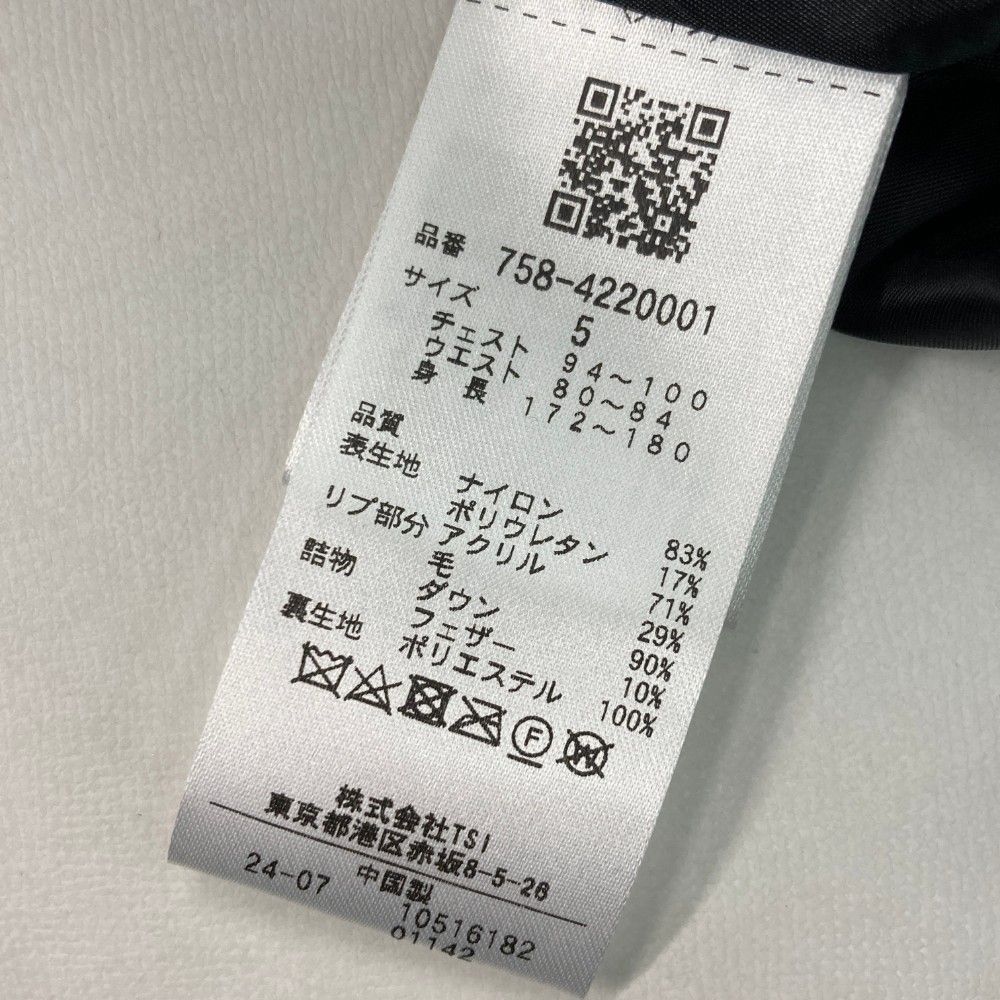 品番 758-4220001
サイズ 5
チェスト 94～100
ウエスト 80～84
身長 172～180
品質
表生地 ナイロン 83%
ポリウレタン 17%
リブ部分 アクリル 71%
毛 29%
詰物 ダウン 90%
フェザー 10%
裏生地 ポリエステル 100%
F
W
株式会社TSI
東京都港区赤坂8-5-26
24-07 中国製
10516182
01142